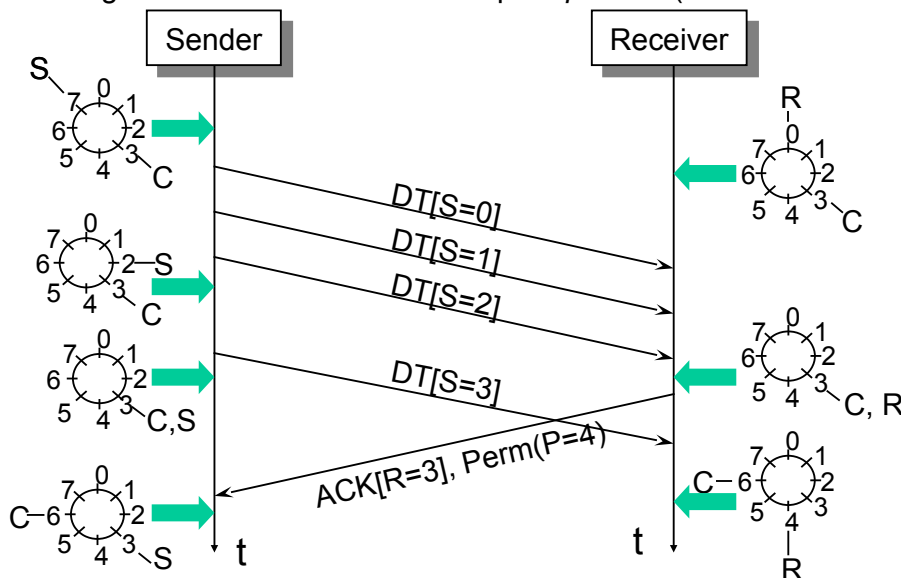 Sender
Receiver
S
7 0 1
6 2
5 4 3
C
R
7 0 1
6 2
5 4 3
C
DT[S=0]
DT[S=1]
DT[S=2]
7 0 1
6 2 S
5 4 3
C
7 0 1
6 2
5 4 3
C, R
DT[S=3]
7 0 1
6 2
5 4 3
C,S
ACK[R=3], Perm(P=4)
7 0 1
C 6 2
5 4 3
S
7 0 1
C 6 2
5 4 3
R
t
t